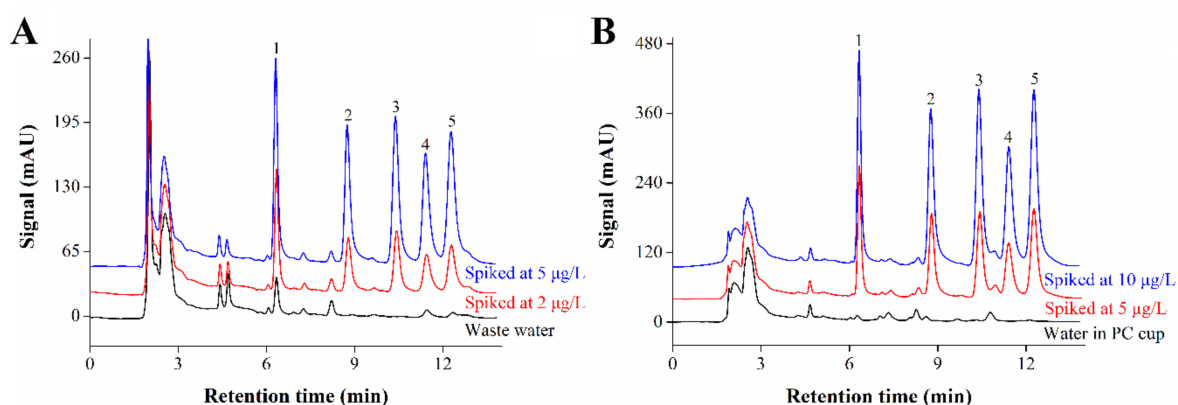 A
260
195
130
65
0
Signal (mAU)
1
2
3
4
5
Spiked at 5 μg/L
Spiked at 2 μg/L
Waste water
0
3
6
9
12
Retention time (min)
B
480
360
240
120
0
Signal (mAU)
1
2
3
4
5
Spiked at 10 μg/L
Spiked at 5 μg/L
Water in PC cup
0
3
6
9
12
Retention time (min)